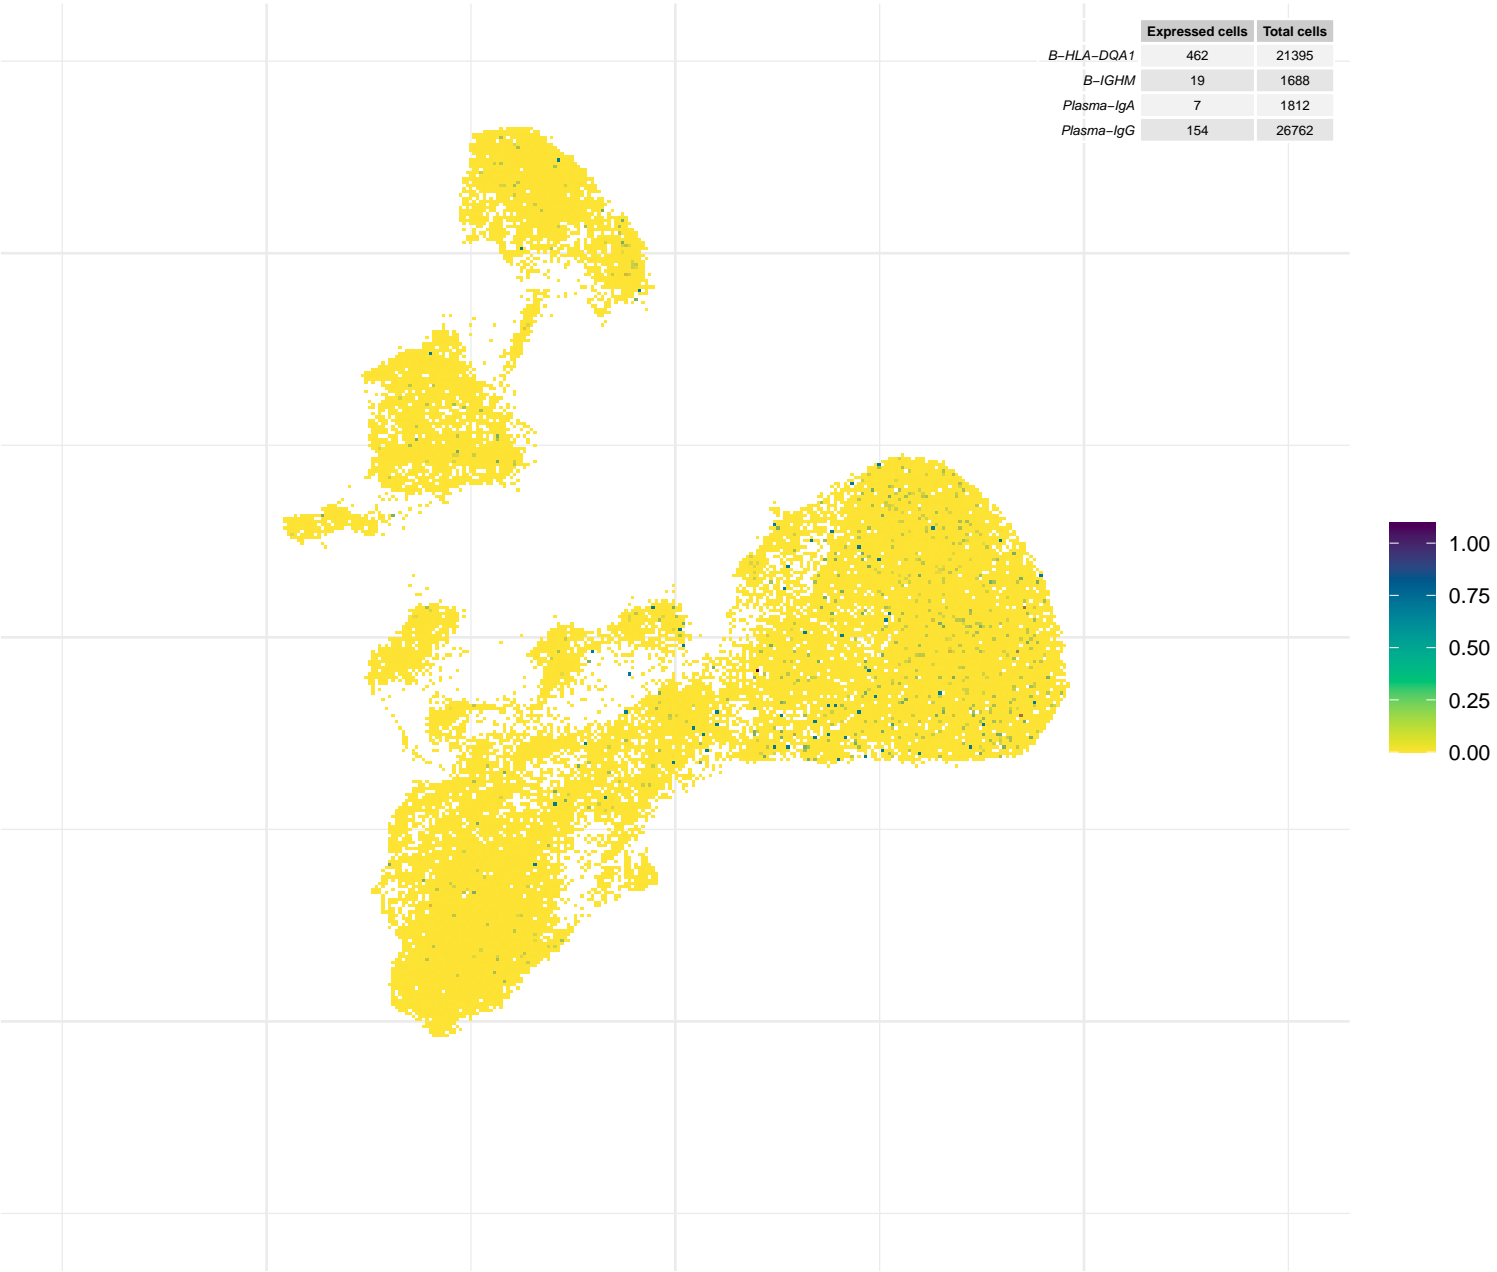 Expressed cells Total cells
B−HLA−DQA1 462 21395
B−IGHM 19 1688
Plasma−IgA 7 1812
Plasma−IgG 154 26762
1.00
0.75
0.50
0.25
0.00